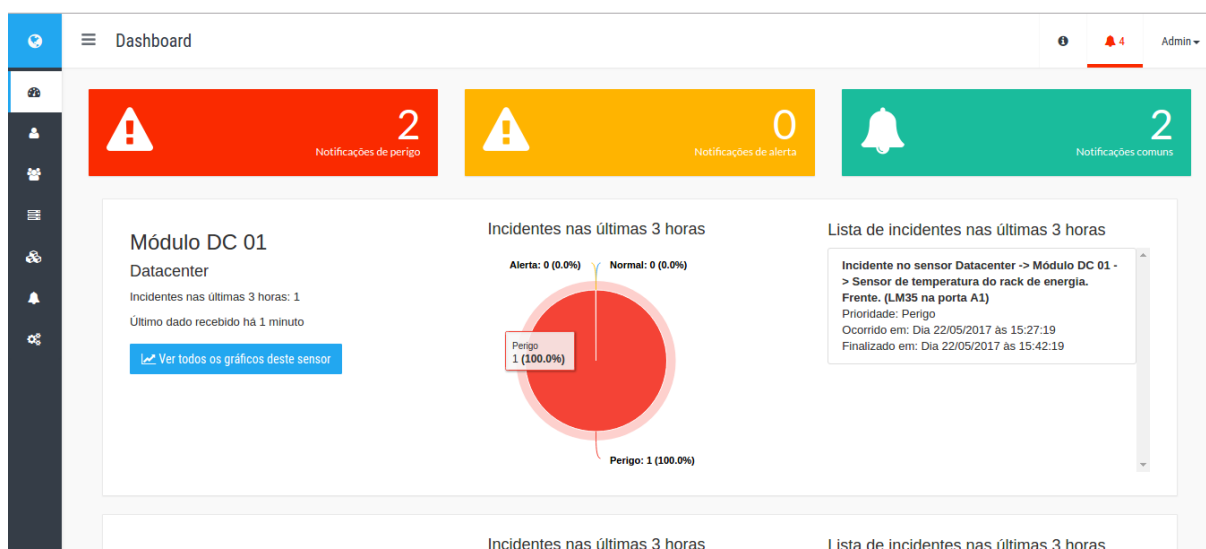 Dashboard
4
Admin
2
Notificações de perigo
0
Notificações de alerta
2
Notificações comuns
Módulo DC 01
Datacenter
Incidentes nas últimas 3 horas: 1
Último dado recebido há 1 minuto
Ver todos os gráficos deste sensor
Incidentes nas últimas 3 horas
Alerta: 0 (0.0%)
Normal: 0 (0.0%)
Perigo
1 (100.0%)
Perigo: 1 (100.0%)
Lista de incidentes nas últimas 3 horas
Incidente no sensor Datacenter -> Módulo DC 01 -
> Sensor de temperatura do rack de energia.
Frente. (LM35 na porta A1)
Prioridade: Perigo
Ocorrido em: Dia 22/05/2017 às 15:27:19
Finalizado em: Dia 22/05/2017 às 15:42:19
Incidentes nas últimas 3 horas
Lista de incidentes nas últimas 3 horas